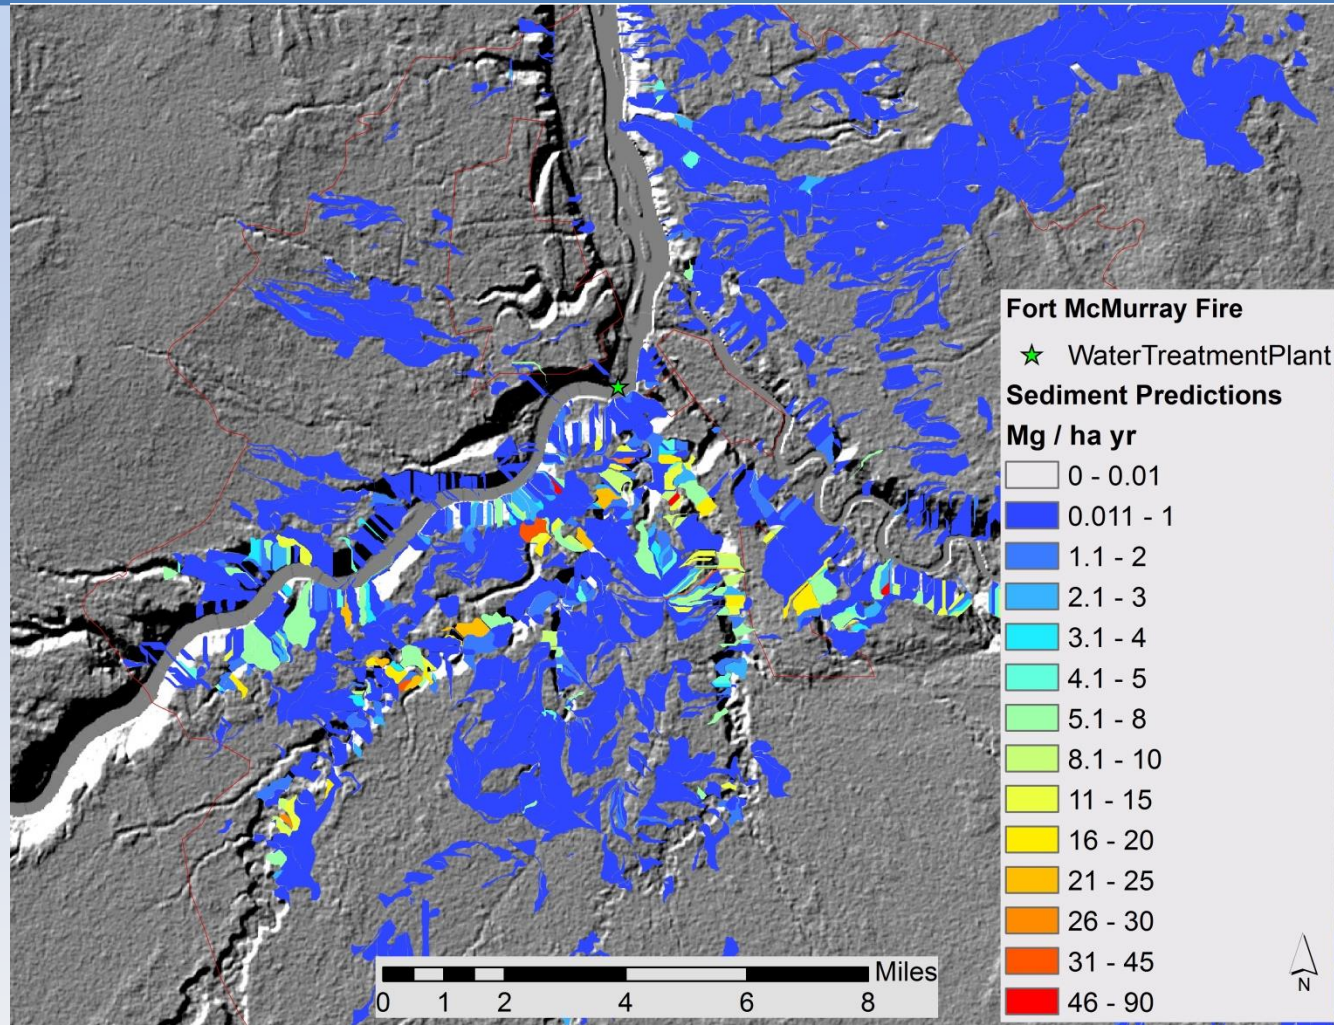 Fort McMurray Fire
WaterTreatmentPlant
Sediment Predictions
Mg / ha yr
0 - 0.01
0.011 - 1
1.1 - 2
2.1 - 3
3.1 - 4
4.1 - 5
5.1 - 8
8.1 - 10
11 - 15
16 - 20
21 - 25
26 - 30
31 - 45
46 - 90
N
Miles
0 1 2 4 6 8